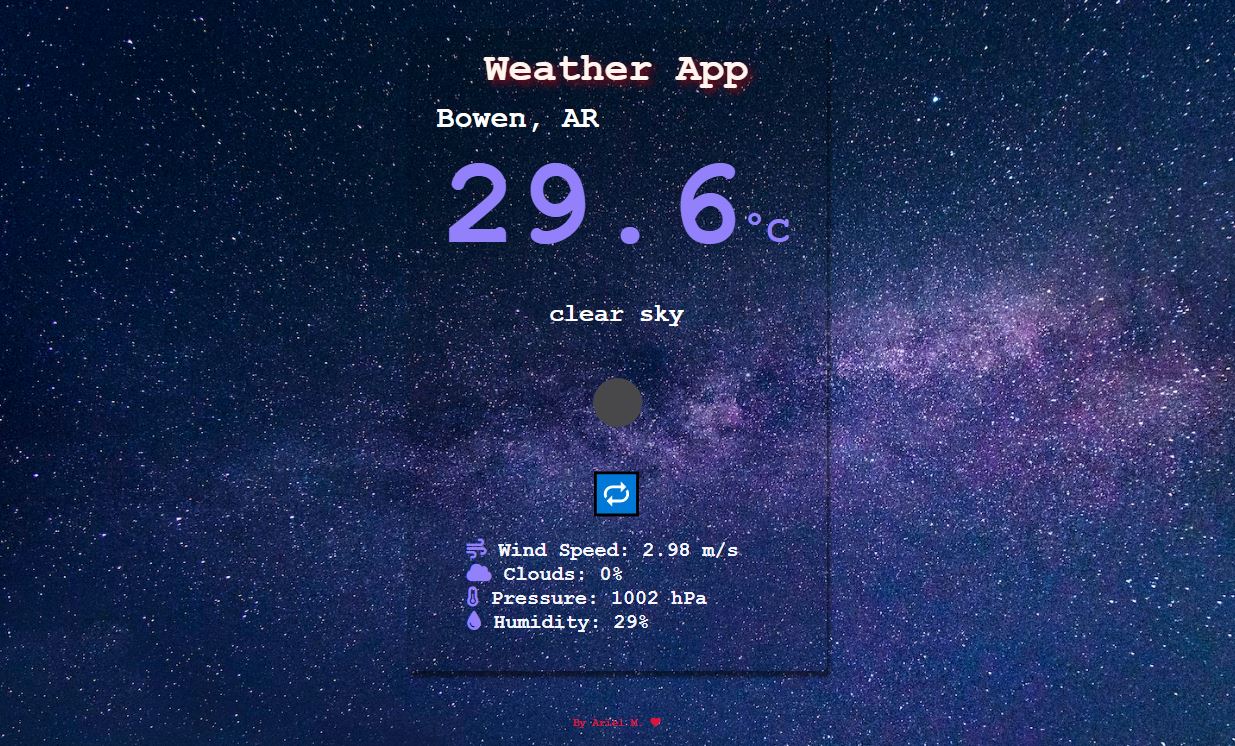 Weather App
Bowen, AR
29.6°C
clear sky
Wind Speed: 2.98 m/s
Clouds: 0%
Pressure: 1002 hPa
Humidity: 29%
By Ariel M.